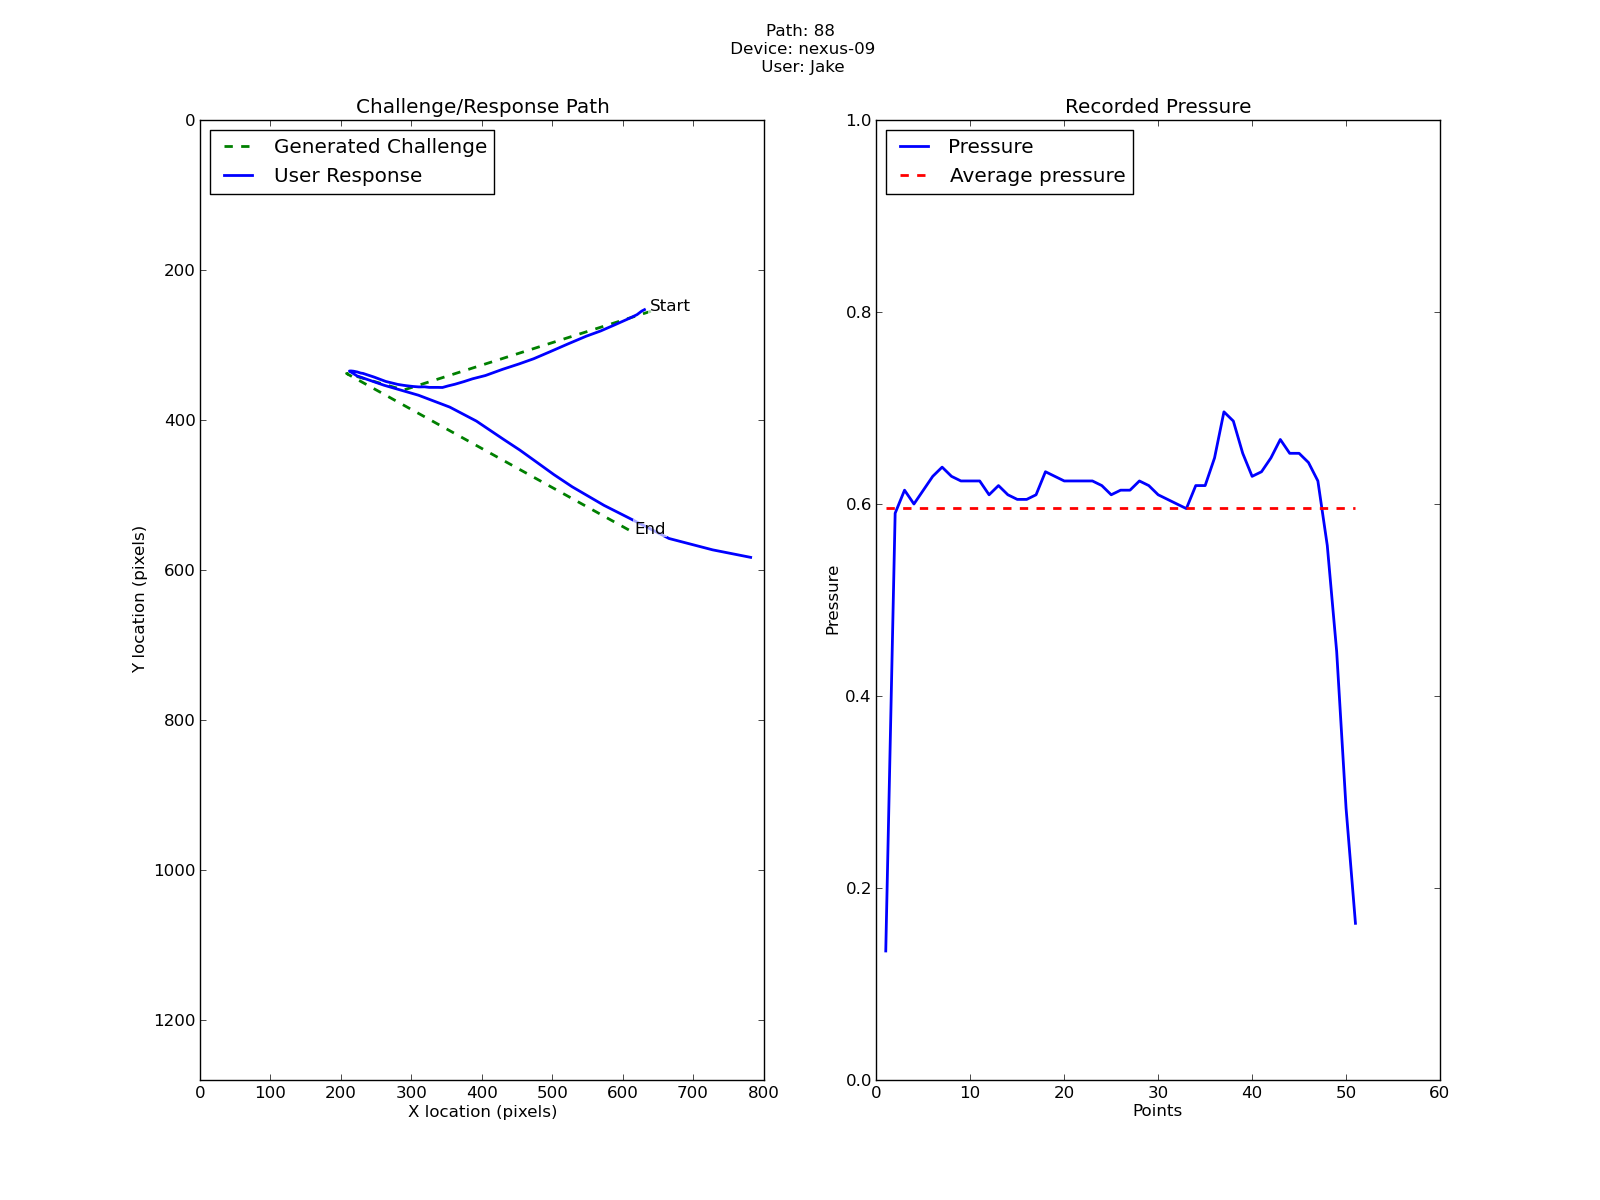 Path: 88
Device: nexus-09
User: Jake
Challenge/Response Path
Generated Challenge
User Response
Start
End
0
200
400
600
800
1000
1200
Y location (pixels)
0 100 200 300 400 500 600 700 800
X location (pixels)
Recorded Pressure
Pressure
Average pressure
1.0
0.8
0.6
0.4
0.2
0.0
Pressure
0 10 20 30 40 50 60
Points